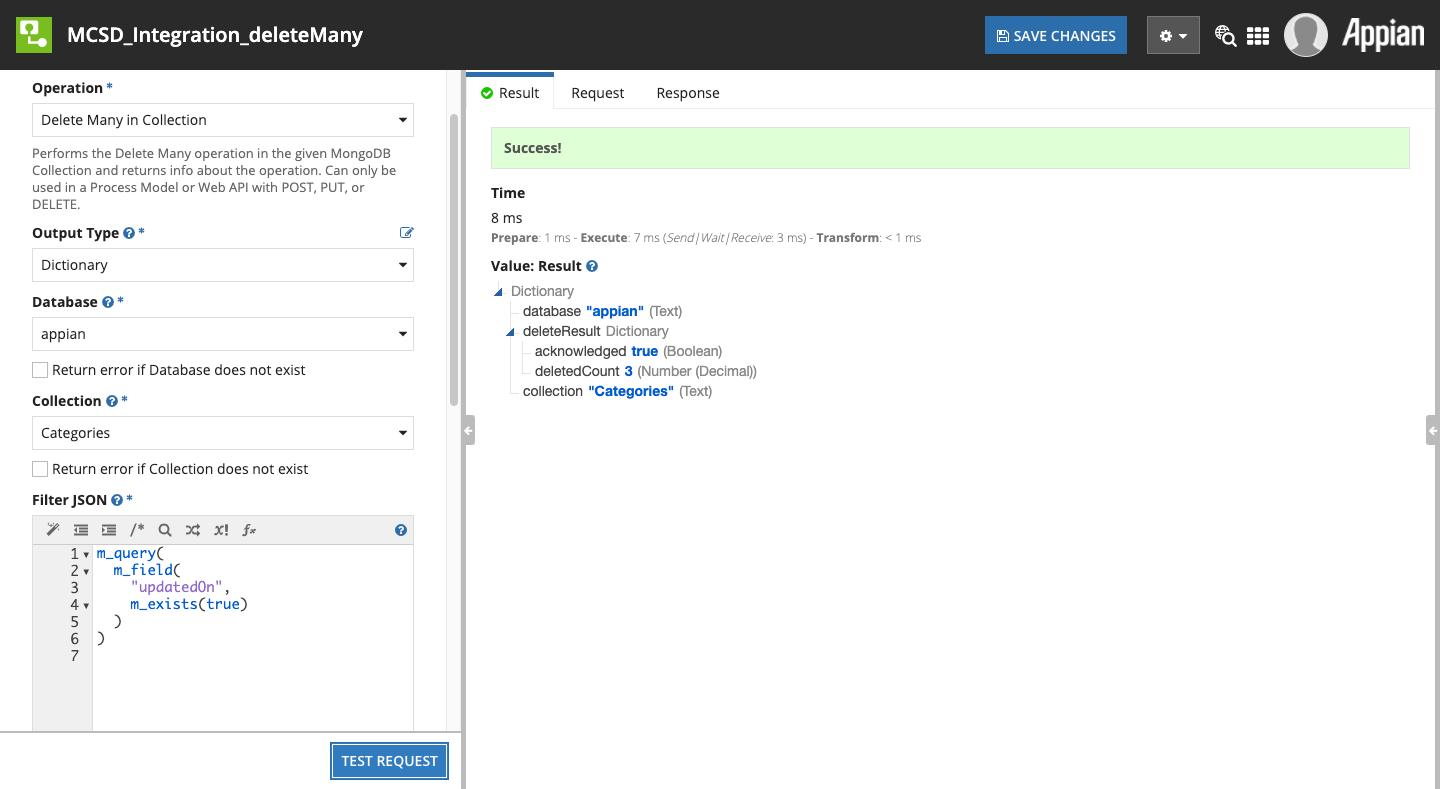 MCSD_Integration_deleteMany
SAVE CHANGES
Appian
Operation *
Delete Many in Collection
Performs the Delete Many operation in the given MongoDB
Collection and returns info about the operation. Can only be
used in a Process Model or Web API with POST, PUT, or
DELETE.
Output Type *
Dictionary
Database *
appian
Return error if Database does not exist
Collection *
Categories
Return error if Collection does not exist
Filter JSON *
/* x! fx
1 m_query(
2 m_field(
3 "updatedOn",
4 m_exists(true)
5 )
6 )
7
TEST REQUEST
Result Request Response
Success!
Time
8 ms
Prepare: 1 ms - Execute: 7 ms (Send|Wait|Receive: 3 ms) - Transform: < 1 ms
Value: Result
Dictionary
database "appian" (Text)
deleteResult Dictionary
acknowledged true (Boolean)
deletedCount 3 (Number (Decimal))
collection "Categories" (Text)